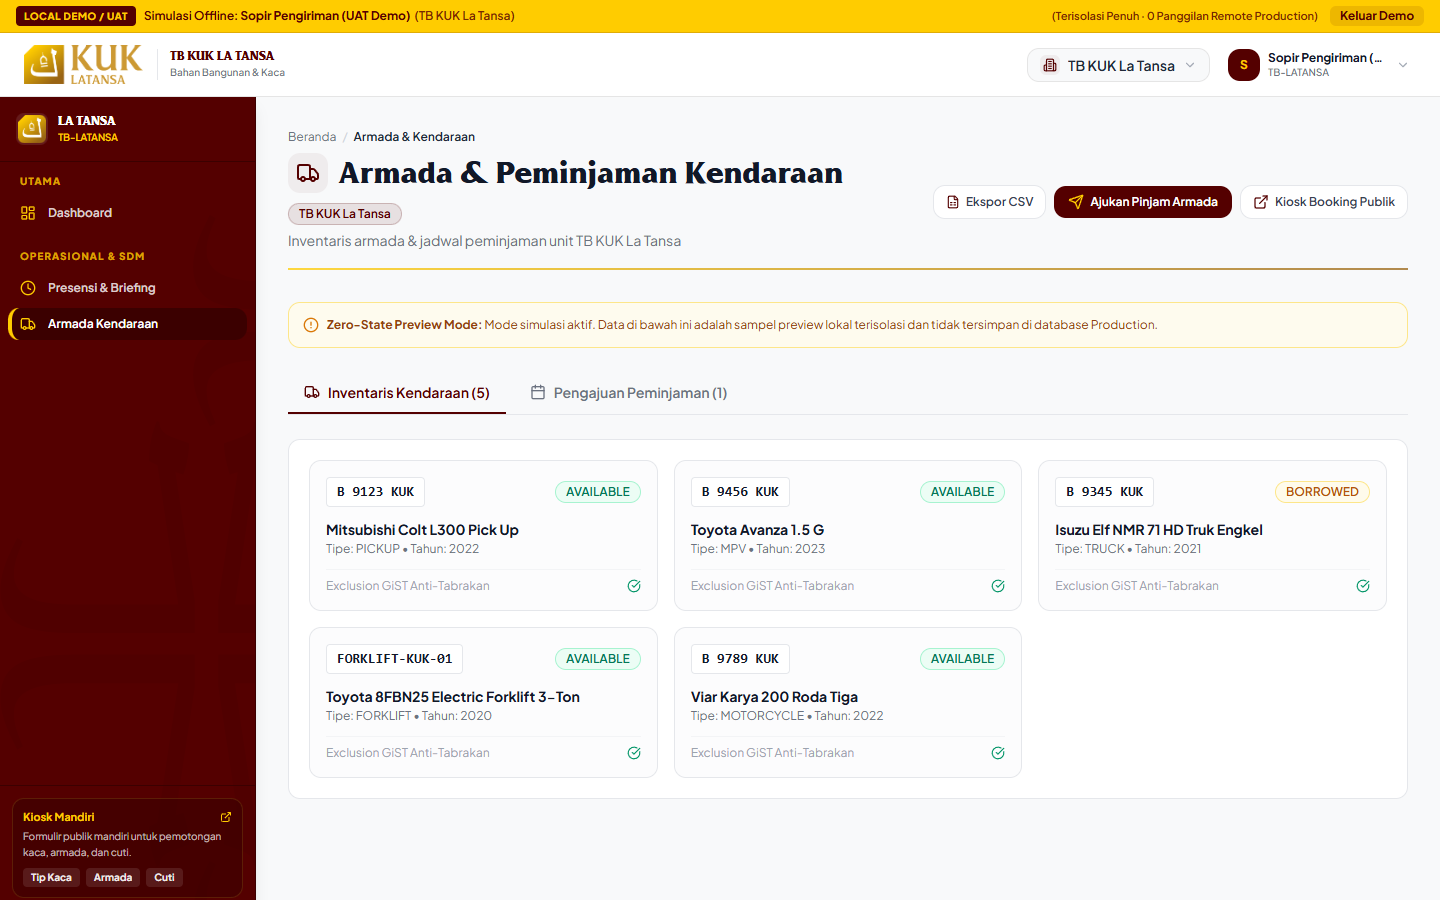 LOCAL DEMO / UAT Simulasi Offline: Sopir Pengiriman (UAT Demo) (TB KUK La Tansa) (Terisolasi Penuh · 0 Panggilan Remote Production) Keluar Demo
KUK
LATANSA
TB KUK LA TANSA
Bahan Bangunan & Kaca
TB KUK La Tansa
S
Sopir Pengiriman (...
TB-LATANSA
LA TANSA
TB-LATANSA
UTAMA
Dashboard
OPERASIONAL & SDM
Presensi & Briefing
Armada Kendaraan
Kiosk Mandiri
Formulir publik mandiri untuk pemotongan
kaca, armada, dan cuti.
Tip Kaca Armada Cuti
Beranda / Armada & Kendaraan
Armada & Peminjaman Kendaraan
TB KUK La Tansa
Inventaris armada & jadwal peminjaman unit TB KUK La Tansa
Ekspor CSV Ajukan Pinjam Armada Kiosk Booking Publik
Zero-State Preview Mode: Mode simulasi aktif. Data di bawah ini adalah sampel preview lokal terisolasi dan tidak tersimpan di database Production.
Inventaris Kendaraan (5) Pengajuan Peminjaman (1)
B 9123 KUK AVAILABLE
Mitsubishi Colt L300 Pick Up
Tipe: PICKUP • Tahun: 2022
Exclusion GiST Anti-Tabrakan
B 9456 KUK AVAILABLE
Toyota Avanza 1.5 G
Tipe: MPV • Tahun: 2023
Exclusion GiST Anti-Tabrakan
B 9345 KUK BORROWED
Isuzu Elf NMR 71 HD Truk Engkel
Tipe: TRUCK • Tahun: 2021
Exclusion GiST Anti-Tabrakan
FORKLIFT-KUK-01 AVAILABLE
Toyota 8FBN25 Electric Forklift 3-Ton
Tipe: FORKLIFT • Tahun: 2020
Exclusion GiST Anti-Tabrakan
B 9789 KUK AVAILABLE
Viar Karya 200 Roda Tiga
Tipe: MOTORCYCLE • Tahun: 2022
Exclusion GiST Anti-Tabrakan